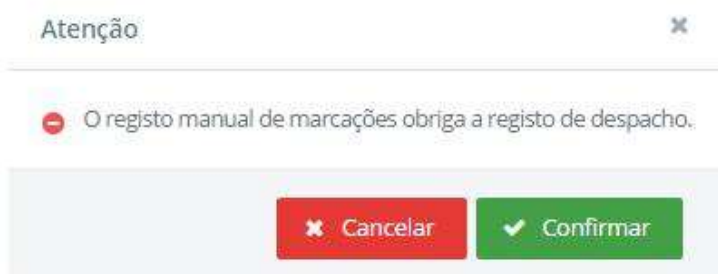 Atenção
O registo manual de marcações obriga a registo de despacho.
Cancelar
Confirmar